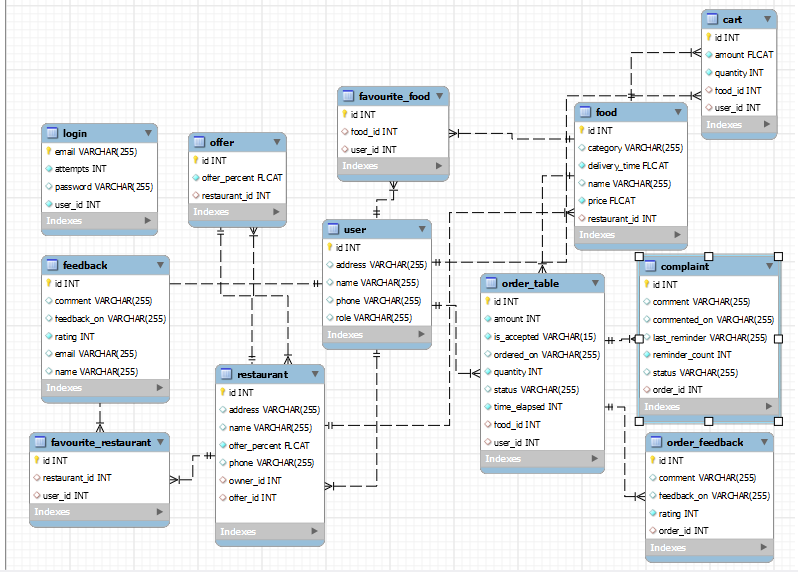 cart
id INT
amount FLCAT
quantity INT
food_id INT
user_id INT
Indexes
favourite_food
id INT
food_id INT
user_id INT
Indexes
food
id INT
category VARCHAR(255)
delivery_time FLCAT
name VARCHAR(255)
price FLCAT
restaurant_id INT
Indexes
login
email VARCHAR(255)
attempts INT
password VARCHAR(255)
user_id INT
Indexes
offer
id INT
offer_percent FLCAT
restaurant_id INT
Indexes
user
id INT
address VARCHAR(255)
name VARCHAR(255)
phone VARCHAR(255)
role VARCHAR(255)
Indexes
feedback
id INT
comment VARCHAR(255)
feedback_on VARCHAR(255)
rating INT
email VARCHAR(255)
name VARCHAR(255)
Indexes
order_table
id INT
amount INT
is_accepted VARCHAR(15)
ordered_on VARCHAR(255)
quantity INT
status VARCHAR(255)
time_elapsed INT
food_id INT
user_id INT
Indexes
complaint
id INT
comment VARCHAR(255)
commented_on VARCHAR(255)
last_reminder VARCHAR(255)
reminder_count INT
status VARCHAR(255)
order_id INT
Indexes
restaurant
id INT
address VARCHAR(255)
name VARCHAR(255)
offer_percent FLCAT
phone VARCHAR(255)
owner_id INT
offer_id INT
Indexes
favourite_restaurant
id INT
restaurant_id INT
user_id INT
Indexes
order_feedback
id INT
comment VARCHAR(255)
feedback_on VARCHAR(255)
rating INT
order_id INT
Indexes